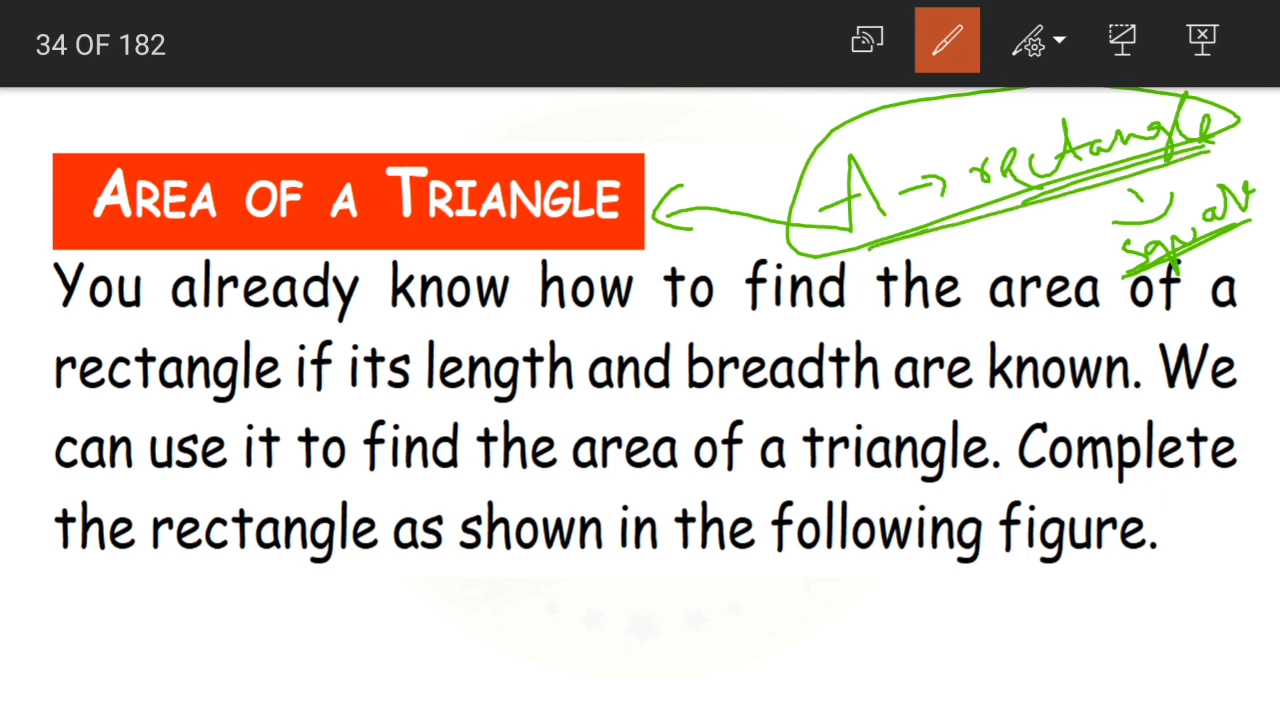 34 OF 182
A → rectangle
square
AREA OF A TRIANGLE
You already know how to find the area of a
rectangle if its length and breadth are known. We
can use it to find the area of a triangle. Complete
the rectangle as shown in the following figure.